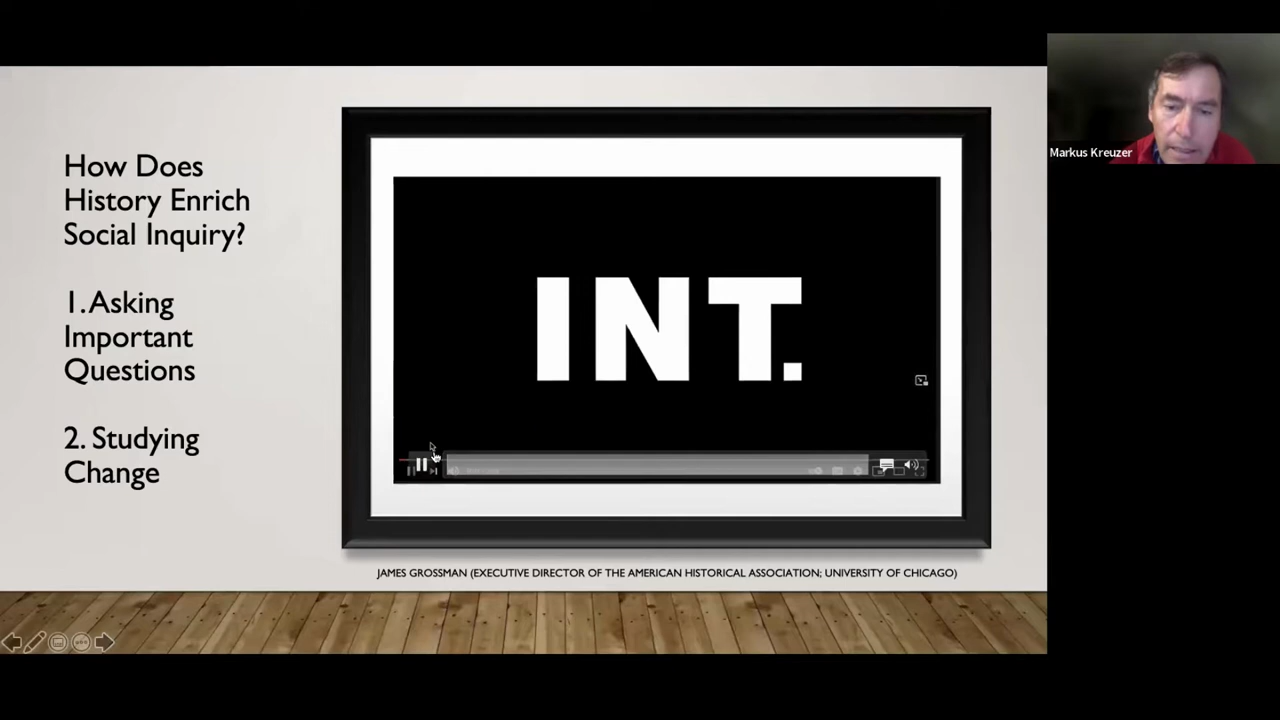 How Does
History Enrich
Social Inquiry?
1. Asking
Important
Questions
2. Studying
Change
INT.
JAMES GROSSMAN (EXECUTIVE DIRECTOR OF THE AMERICAN HISTORICAL ASSOCIATION; UNIVERSITY OF CHICAGO)
Markus Kreuzer